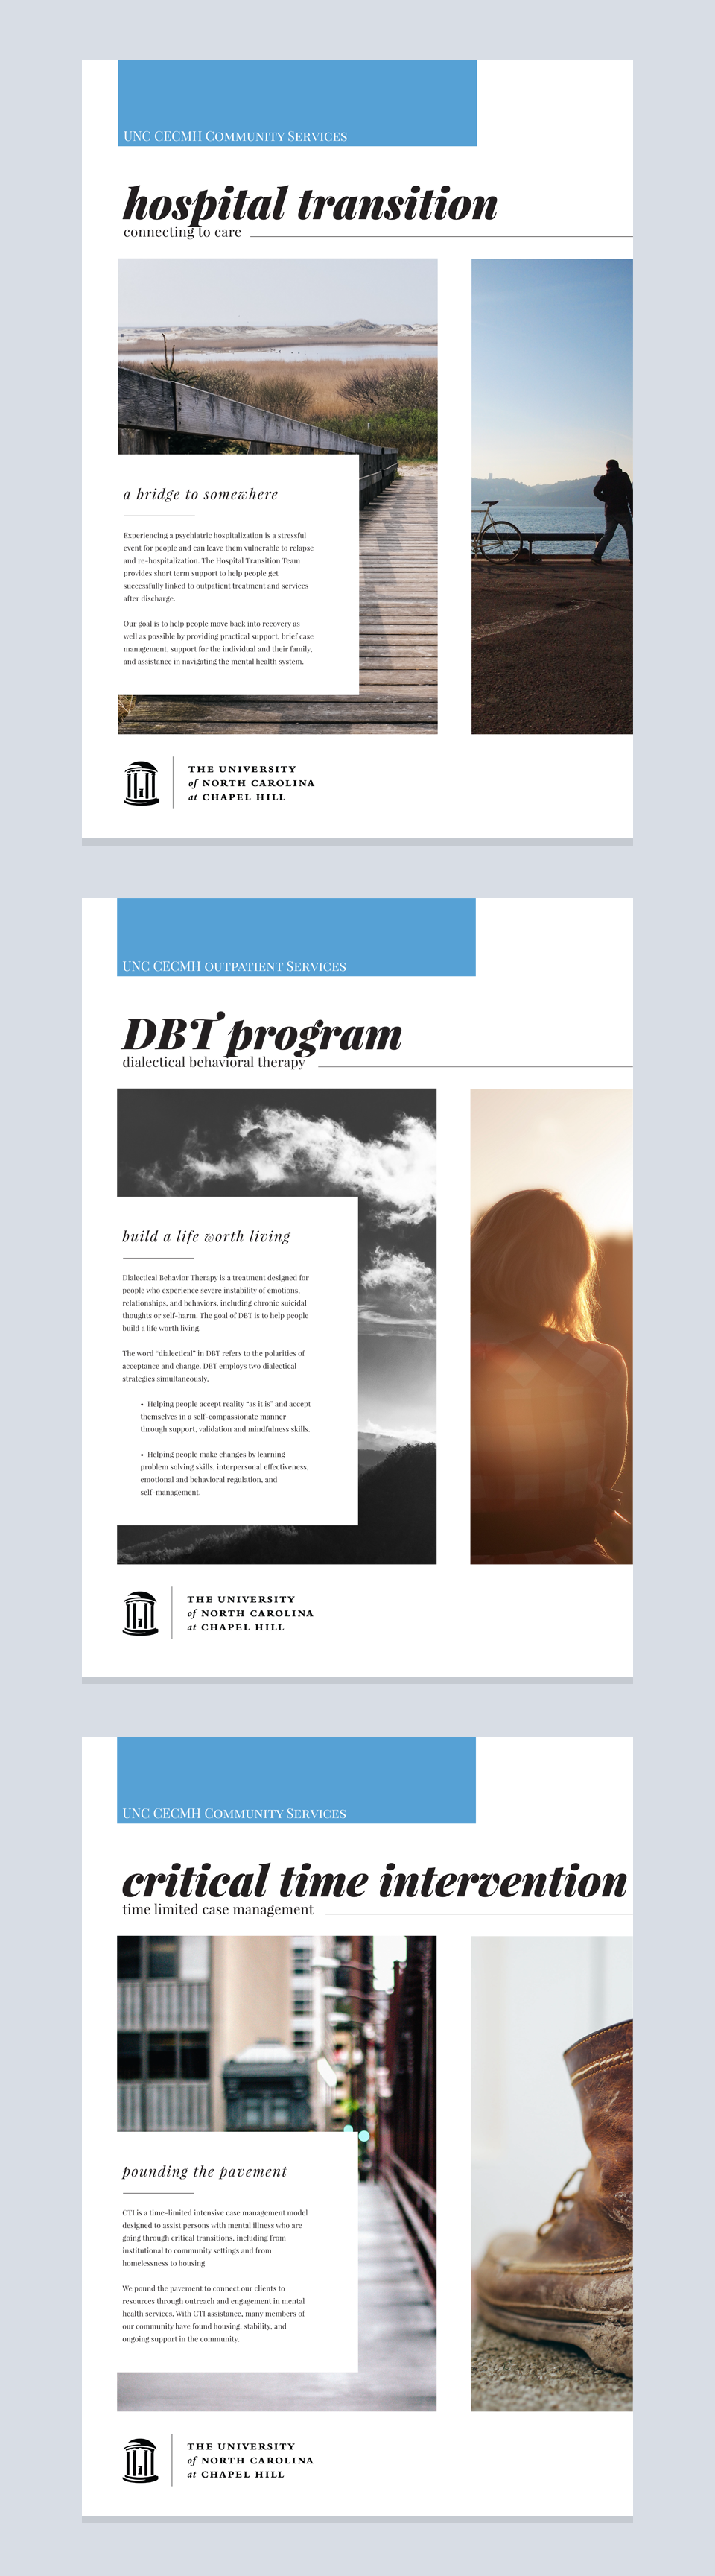 UNC CECMH Community Services
hospital transition
connecting to care
a bridge to somewhere
Experiencing a psychiatric hospitalization is a stressful
event for people and can leave them vulnerable to relapse
and re-hospitalization. The Hospital Transition Team
provides short term support to help people get
successfully linked to outpatient treatment and services
after discharge.
Our goal is to help people move back into recovery as
well as possible by providing practical support, brief case
management, support for the individual and their family,
and assistance in navigating the mental health system.
THE UNIVERSITY
of NORTH CAROLINA
at CHAPEL HILL
UNC CECMH OUTPATIENT SERVICES
DBT program
dialectical behavioral therapy
build a life worth living
Dialectical Behavior Therapy is a treatment designed for
people who experience severe instability of emotions,
relationships, and behaviors, including chronic suicidal
thoughts or self-harm. The goal of DBT is to help people
build a life worth living.
The word “dialectical” in DBT refers to the polarities of
acceptance and change. DBT employs two dialectical
strategies simultaneously.
• Helping people accept reality “as it is” and accept
themselves in a self-compassionate manner
through support, validation and mindfulness skills.
• Helping people make changes by learning
problem solving skills, interpersonal effectiveness,
emotional and behavioral regulation, and
self-management.
THE UNIVERSITY
of NORTH CAROLINA
at CHAPEL HILL
UNC CECMH Community Services
critical time intervention
time limited case management
pounding the pavement
CTI is a time-limited intensive case management model
designed to assist persons with mental illness who are
going through critical transitions, including from
institutional to community settings and from
homelessness to housing
We pound the pavement to connect our clients to
resources through outreach and engagement in mental
health services. With CTI assistance, many members of
our community have found housing, stability, and
ongoing support in the community.
THE UNIVERSITY
of NORTH CAROLINA
at CHAPEL HILL